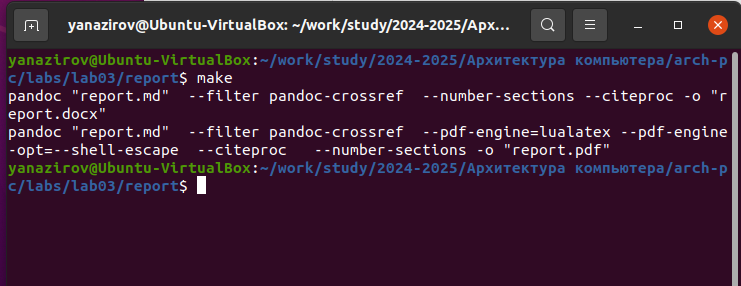 yanazirov@Ubuntu-VirtualBox: ~/work/study/2024-2025/Арх...
yanazirov@Ubuntu-VirtualBox:~/work/study/2024-2025/Архитектура компьютера/arch-p
c/labs/lab03/report$ make
pandoc "report.md"  --filter pandoc-crossref  --number-sections --citeproc -o "r
eport.docx"
pandoc "report.md"  --filter pandoc-crossref  --pdf-engine=lualatex --pdf-engine
-opt=--shell-escape  --citeproc   --number-sections -o "report.pdf"
yanazirov@Ubuntu-VirtualBox:~/work/study/2024-2025/Архитектура компьютера/arch-p
c/labs/lab03/report$